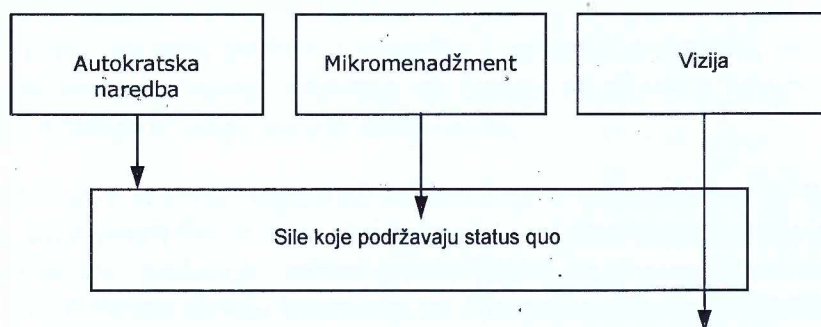 Autokratska
naredba
Mikromenadžment
Vizija
Sile koje podržavaju status quo